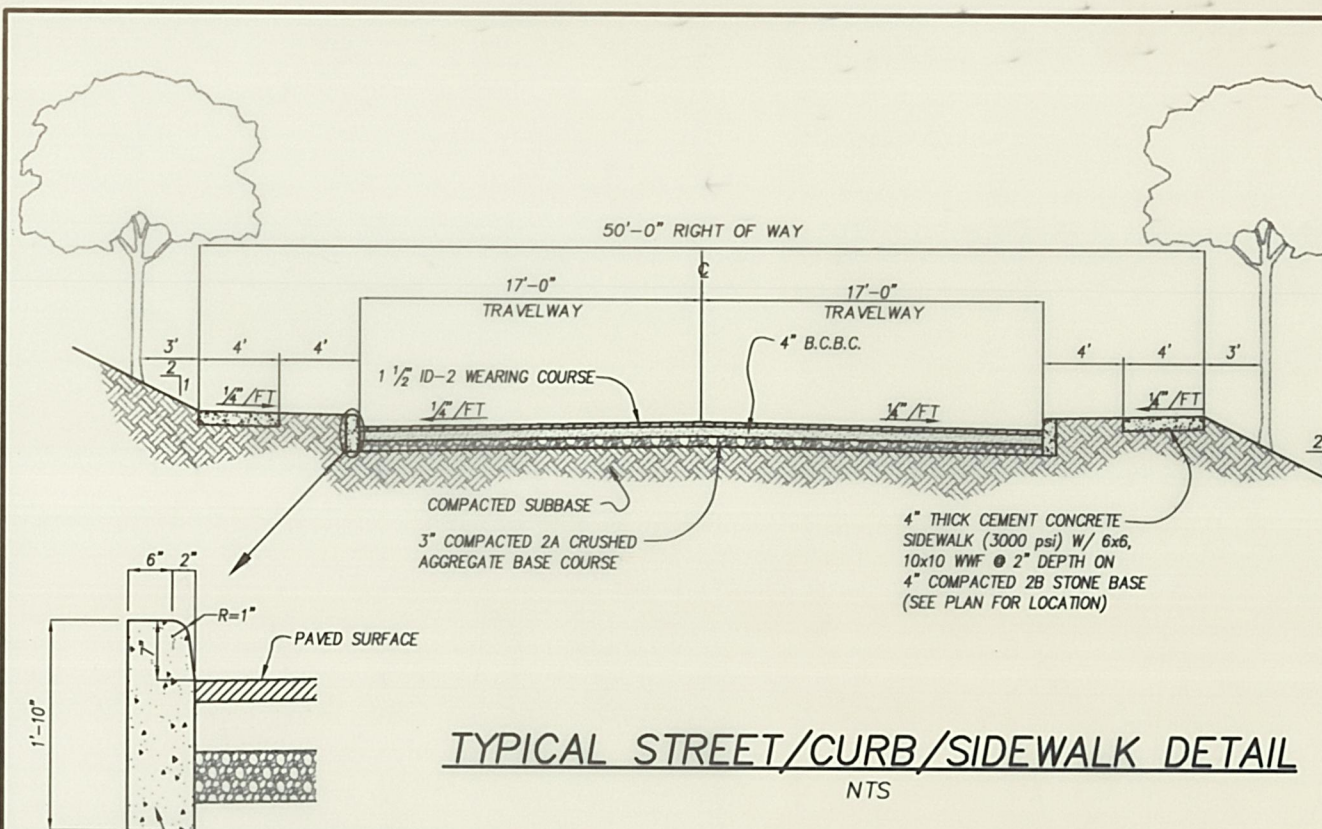 50'-0" RIGHT OF WAY
℄
17'-0"
TRAVELWAY
17'-0"
TRAVELWAY
3'
4'
4'
4" B.C.B.C.
4'
4'
3'
2
1
1 1/2" ID-2 WEARING COURSE
1/4"/FT
1/4"/FT
1/4"/FT
1/4"/FT
2
COMPACTED SUBBASE
3" COMPACTED 2A CRUSHED
AGGREGATE BASE COURSE
4" THICK CEMENT CONCRETE
SIDEWALK (3000 psi) W/ 6x6,
10x10 WWF @ 2" DEPTH ON
4" COMPACTED 2B STONE BASE
(SEE PLAN FOR LOCATION)
6"
2"
R=1"
7"
PAVED SURFACE
1'-10"
TYPICAL STREET/CURB/SIDEWALK DETAIL
NTS